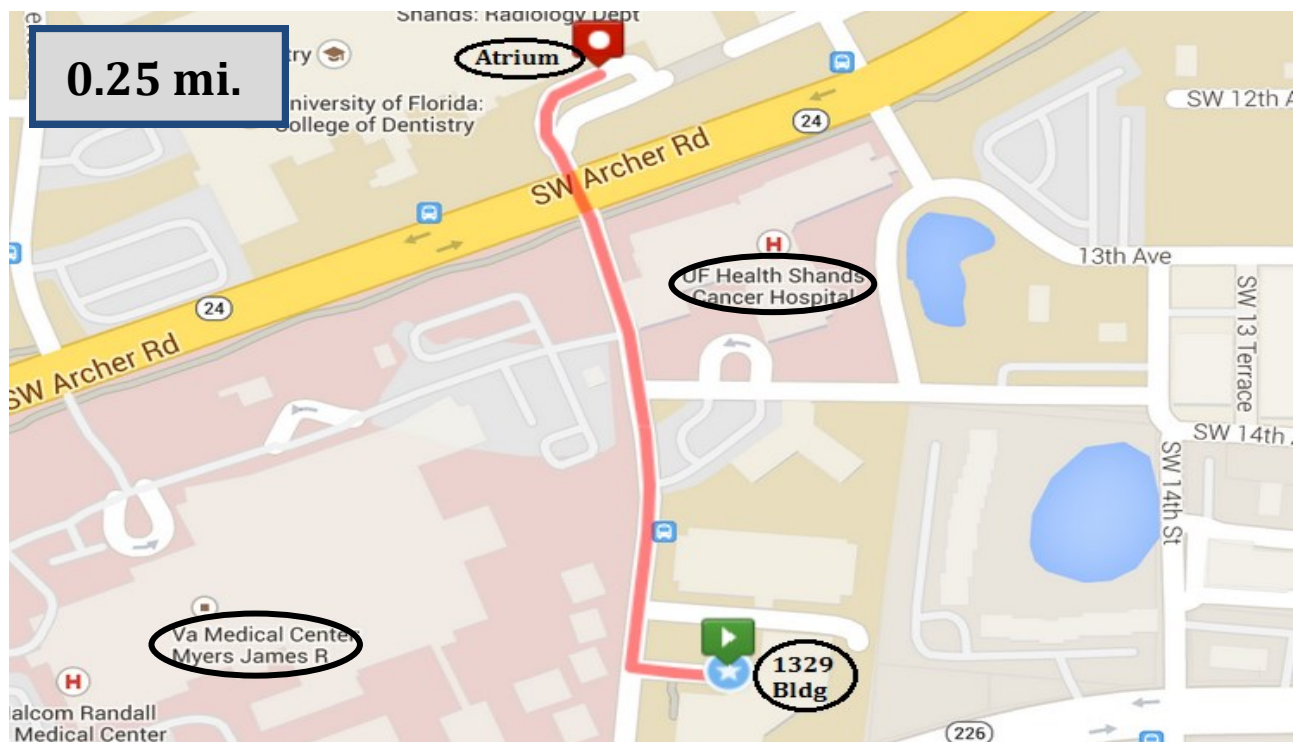 Shands: Radiology Dept
0.25 mi.
Atrium
University of Florida:
College of Dentistry
24
SW Archer Rd
SW 12th
H
UF Health Shands
Cancer Hospital
13th Ave
SW 13 Terrace
24
SW Archer Rd
SW 14th
SW 14th St
Va Medical Center
Myers James R
1329
Bldg
H
alcom Randall
Medical Center
226